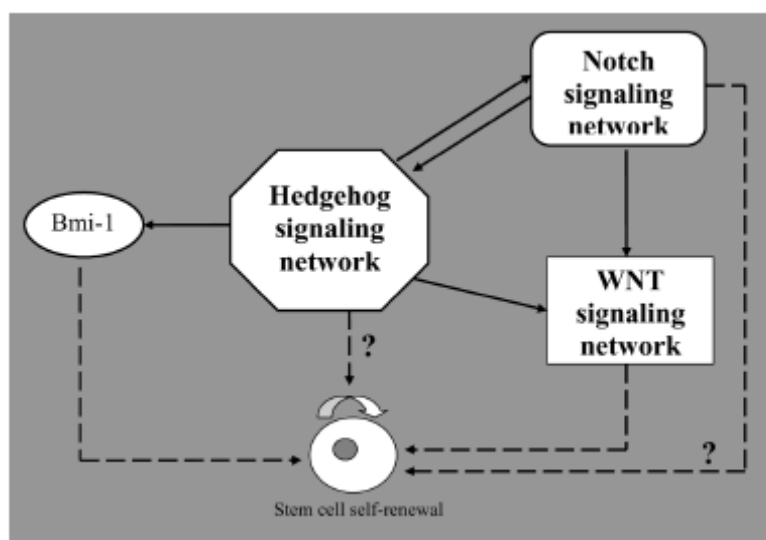 Notch
signaling
network
Hedgehog
signaling
network
Bmi-1
WNT
signaling
network
?
?
Stem cell self-renewal